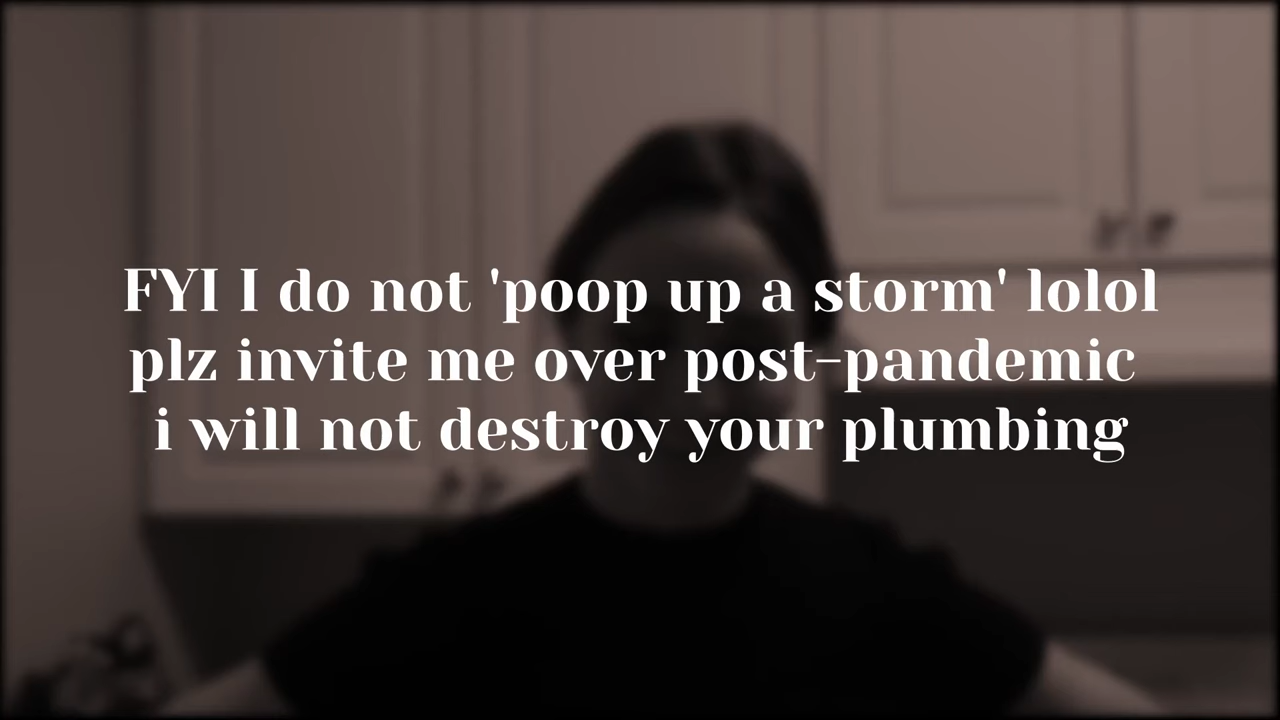 FYI I do not 'poop up a storm' lolol
plz invite me over post-pandemic
i will not destroy your plumbing